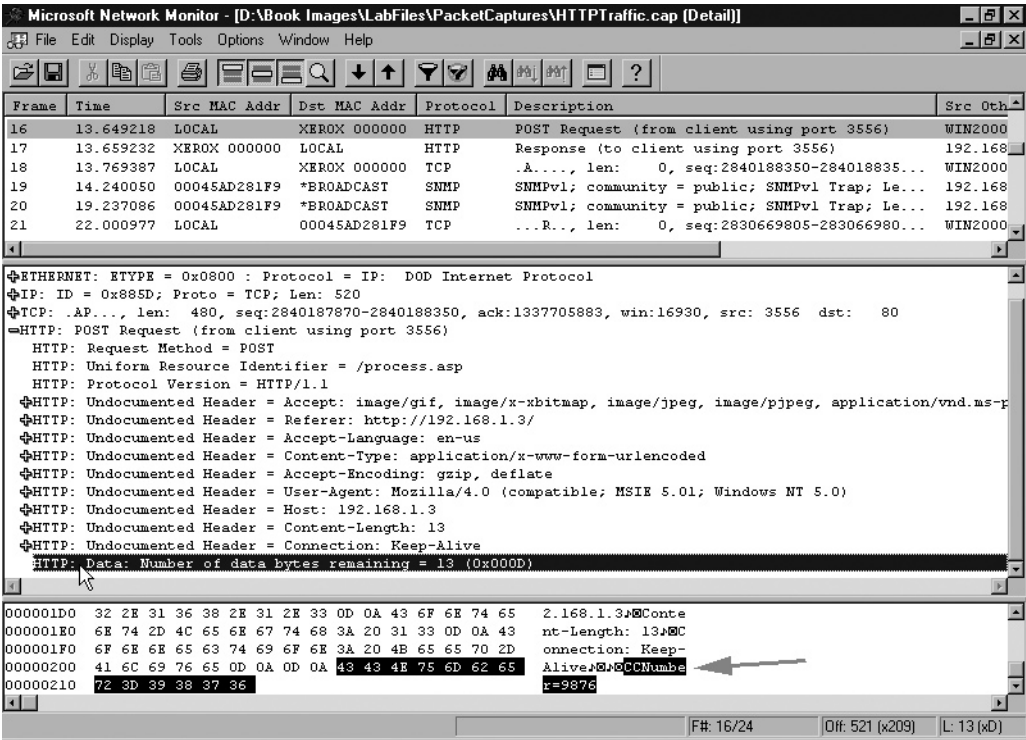 Microsoft Network Monitor - [D:\Book Images\LabFiles\PacketCaptures\HTTPTraffic.cap (Detail)]
File Edit Display Tools Options Window Help
Frame Time Src MAC Addr Dst MAC Addr Protocol Description Src Oth
16 13.649218 LOCAL XEROX 000000 HTTP POST Request (from client using port 3556) WIN2000
17 13.659232 XEROX 000000 LOCAL HTTP Response (to client using port 3556) 192.168
18 13.769387 LOCAL XEROX 000000 TCP .A...., len: 0, seq:2840188350-284018835... WIN2000
19 14.240050 00045AD281F9 *BROADCAST SNMP SNMPv1; community = public; SNMPv1 Trap; Le... 192.168
20 19.237086 00045AD281F9 *BROADCAST SNMP SNMPv1; community = public; SNMPv1 Trap; Le... 192.168
21 22.000977 LOCAL 00045AD281F9 TCP ...R.., len: 0, seq:2830669805-283066980... WIN2000
ETHERNET: ETYPE = 0x0800 : Protocol = IP: DOD Internet Protocol
IP: ID = 0x885D; Proto = TCP; Len: 520
TCP: .AP..., len: 480, seq:2840187870-2840188350, ack:1337705883, win:16930, src: 3556 dst: 80
HTTP: POST Request (from client using port 3556)
HTTP: Request Method = POST
HTTP: Uniform Resource Identifier = /process.asp
HTTP: Protocol Version = HTTP/1.1
HTTP: Undocumented Header = Accept: image/gif, image/x-xbitmap, image/jpeg, image/pjpeg, application/vnd.ms-p
HTTP: Undocumented Header = Referer: http://192.168.1.3/
HTTP: Undocumented Header = Accept-Language: en-us
HTTP: Undocumented Header = Content-Type: application/x-www-form-urlencoded
HTTP: Undocumented Header = Accept-Encoding: gzip, deflate
HTTP: Undocumented Header = User-Agent: Mozilla/4.0 (compatible; MSIE 5.01; Windows NT 5.0)
HTTP: Undocumented Header = Host: 192.168.1.3
HTTP: Undocumented Header = Content-Length: 13
HTTP: Undocumented Header = Connection: Keep-Alive
HTTP: Data: Number of data bytes remaining = 13 (0x000D)
000001D0 32 2E 31 36 38 2E 31 2E 33 0D 0A 43 6F 6E 74 65 2.168.1.3♪◙Conte
000001E0 6E 74 2D 4C 65 6E 67 74 68 3A 20 31 33 0D 0A 43 nt-Length: 13♪◙C
000001F0 6F 6E 6E 65 63 74 69 6F 6E 3A 20 4B 65 65 70 2D onnection: Keep-
00000200 41 6C 69 76 65 0D 0A 0D 0A 43 43 4E 75 6D 62 65 Alive♪◙♪◙CCNumbe
00000210 72 3D 39 38 37 36 r=9876
F#: 16/24 Off: 521 (x209) L: 13 (xD)